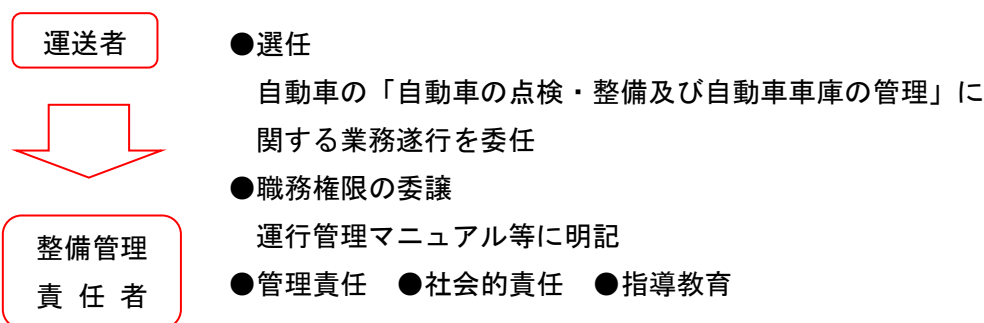 運送者
●選任
自動車の「自動車の点検・整備及び自動車車庫の管理」に
関する業務遂行を委任
●職務権限の委譲
運行管理マニュアル等に明記
整備管理
責 任 者
●管理責任　●社会的責任　●指導教育